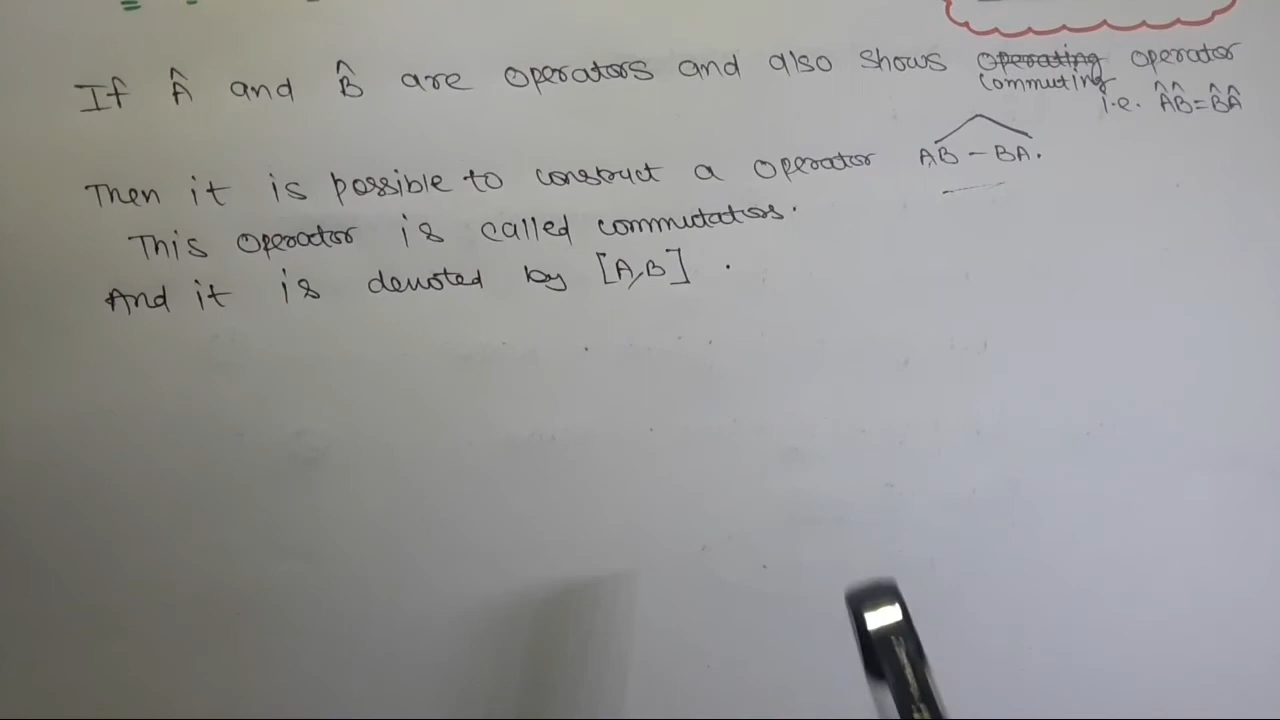 If Â and B̂ are operators and also shows ~~operating~~ operator
commuting
i.e. ÂB̂=B̂Â
Then it is possible to construct a operator AB - BA.
This operator is called commutators.
And it is denoted by [A,B] .